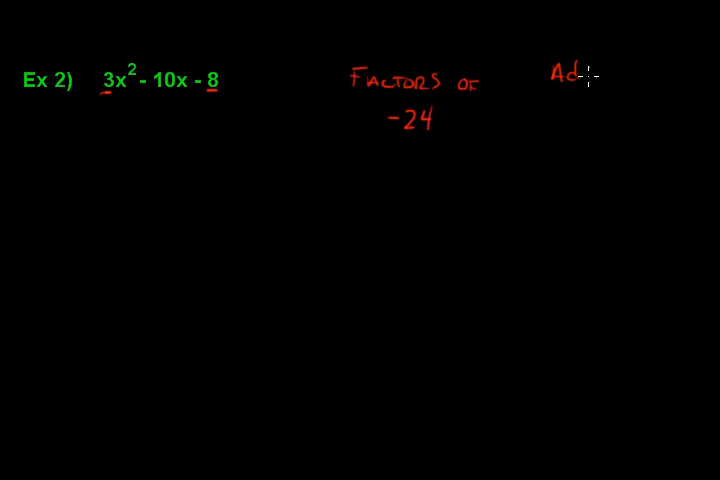 Ex 2) 3x² - 10x - 8
FACTORS OF
-24
Ad